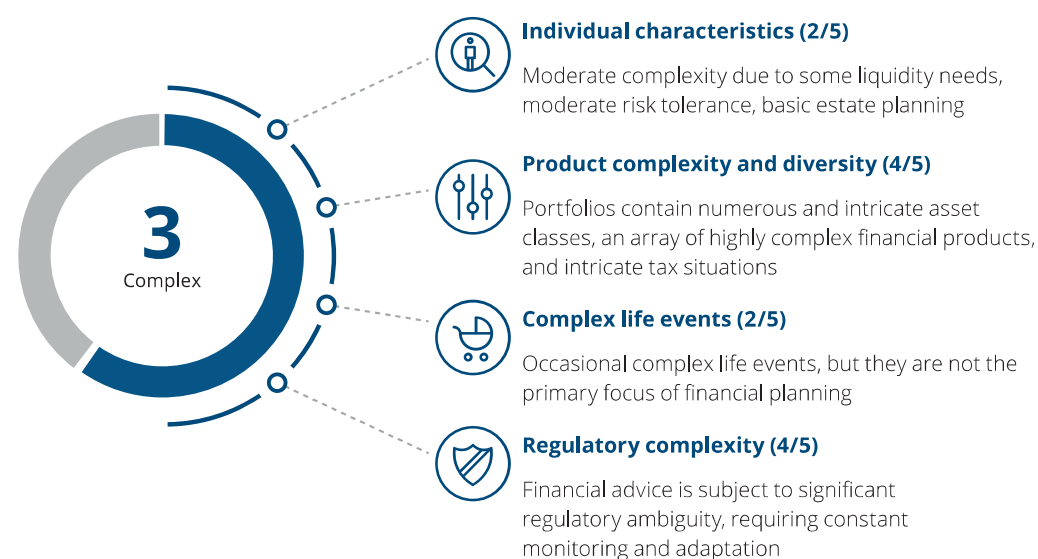 3
Complex
Individual characteristics (2/5)
Moderate complexity due to some liquidity needs,
moderate risk tolerance, basic estate planning
Product complexity and diversity (4/5)
Portfolios contain numerous and intricate asset
classes, an array of highly complex financial products,
and intricate tax situations
Complex life events (2/5)
Occasional complex life events, but they are not the
primary focus of financial planning
Regulatory complexity (4/5)
Financial advice is subject to significant
regulatory ambiguity, requiring constant
monitoring and adaptation